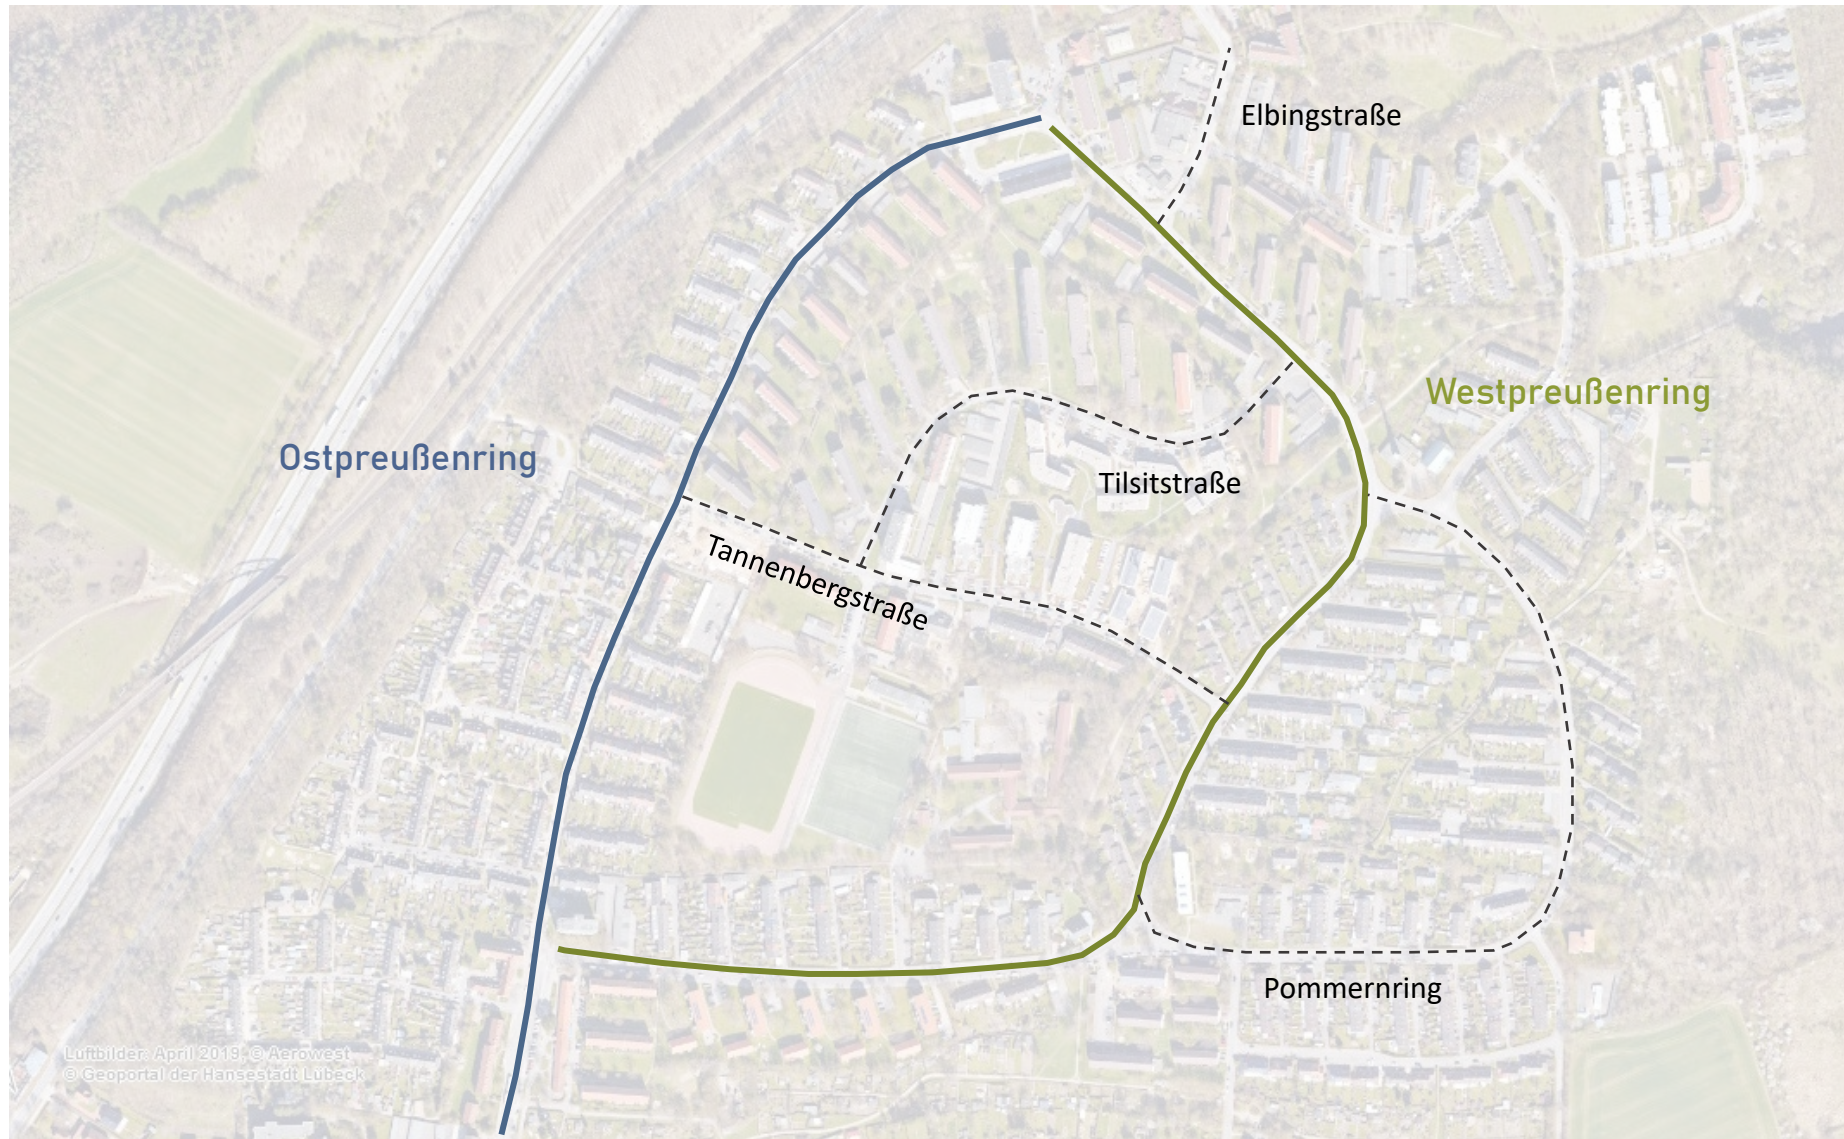 Elbingstraße
Westpreußenring
Ostpreußenring
Tilsitstraße
Tannenbergstraße
Pommernring
Luftbilder: April 2019, © Aerowest
© Geoportal der Hansestadt Lübeck